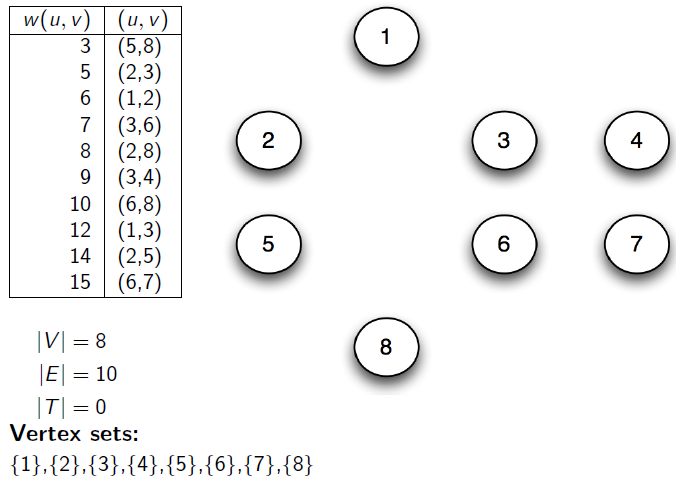 w(u, v) (u, v)
3 (5,8)
5 (2,3)
6 (1,2)
7 (3,6)
8 (2,8)
9 (3,4)
10 (6,8)
12 (1,3)
14 (2,5)
15 (6,7)
1
2 3 4
5 6 7
8
|V| = 8
|E| = 10
|T| = 0
Vertex sets:
{1},{2},{3},{4},{5},{6},{7},{8}